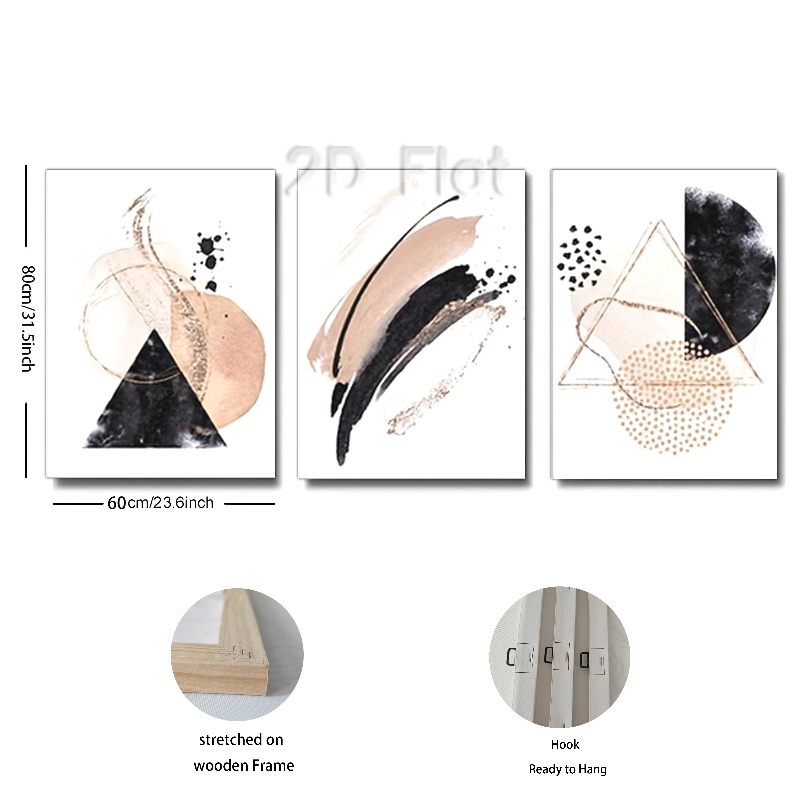 2D Flat
80cm/31.5inch
60cm/23.6inch
stretched on
wooden Frame
Hook
Ready to Hang